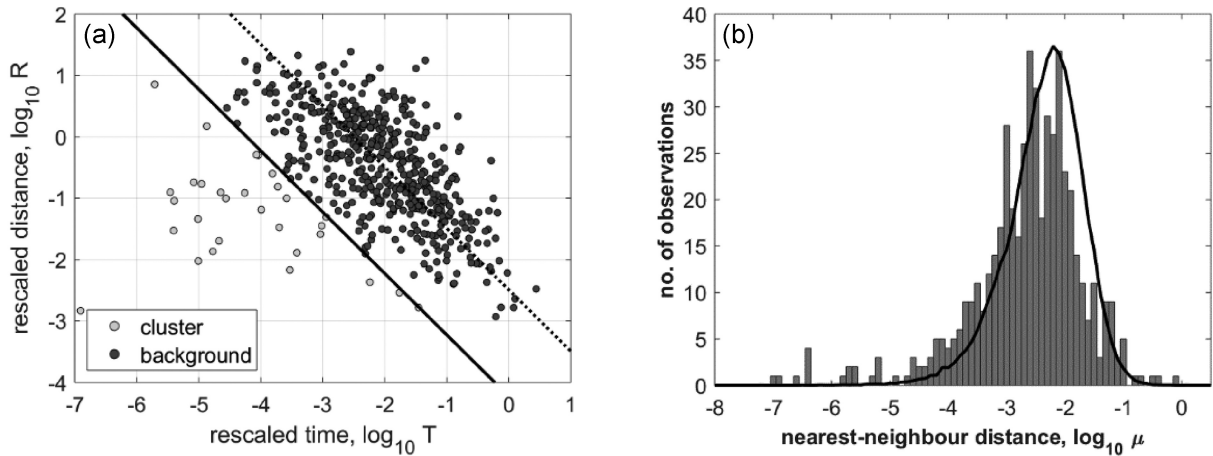 (a)
2
1
0
-1
-2
-3
-4
rescaled distance, log10 R
cluster
background
-7 -6 -5 -4 -3 -2 -1 0 1
rescaled time, log10 T
(b)
40
35
30
25
20
15
10
5
0
no. of observations
-8 -7 -6 -5 -4 -3 -2 -1 0
nearest-neighbour distance, log10 μ